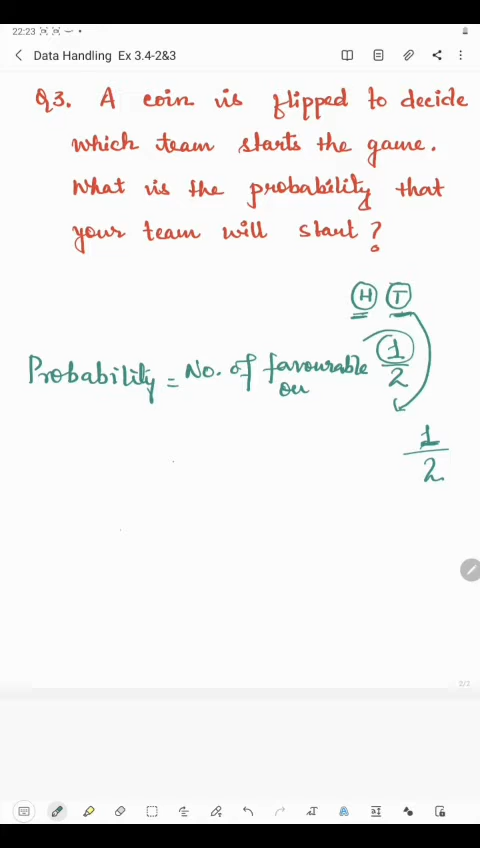 22:23
Data Handling Ex 3.4-2&3
Q3. A coin is flipped to decide
which team starts the game.
What is the probability that
your team will start?
H T
Probability = No. of favourable
ou
1
2
1
2
2/2